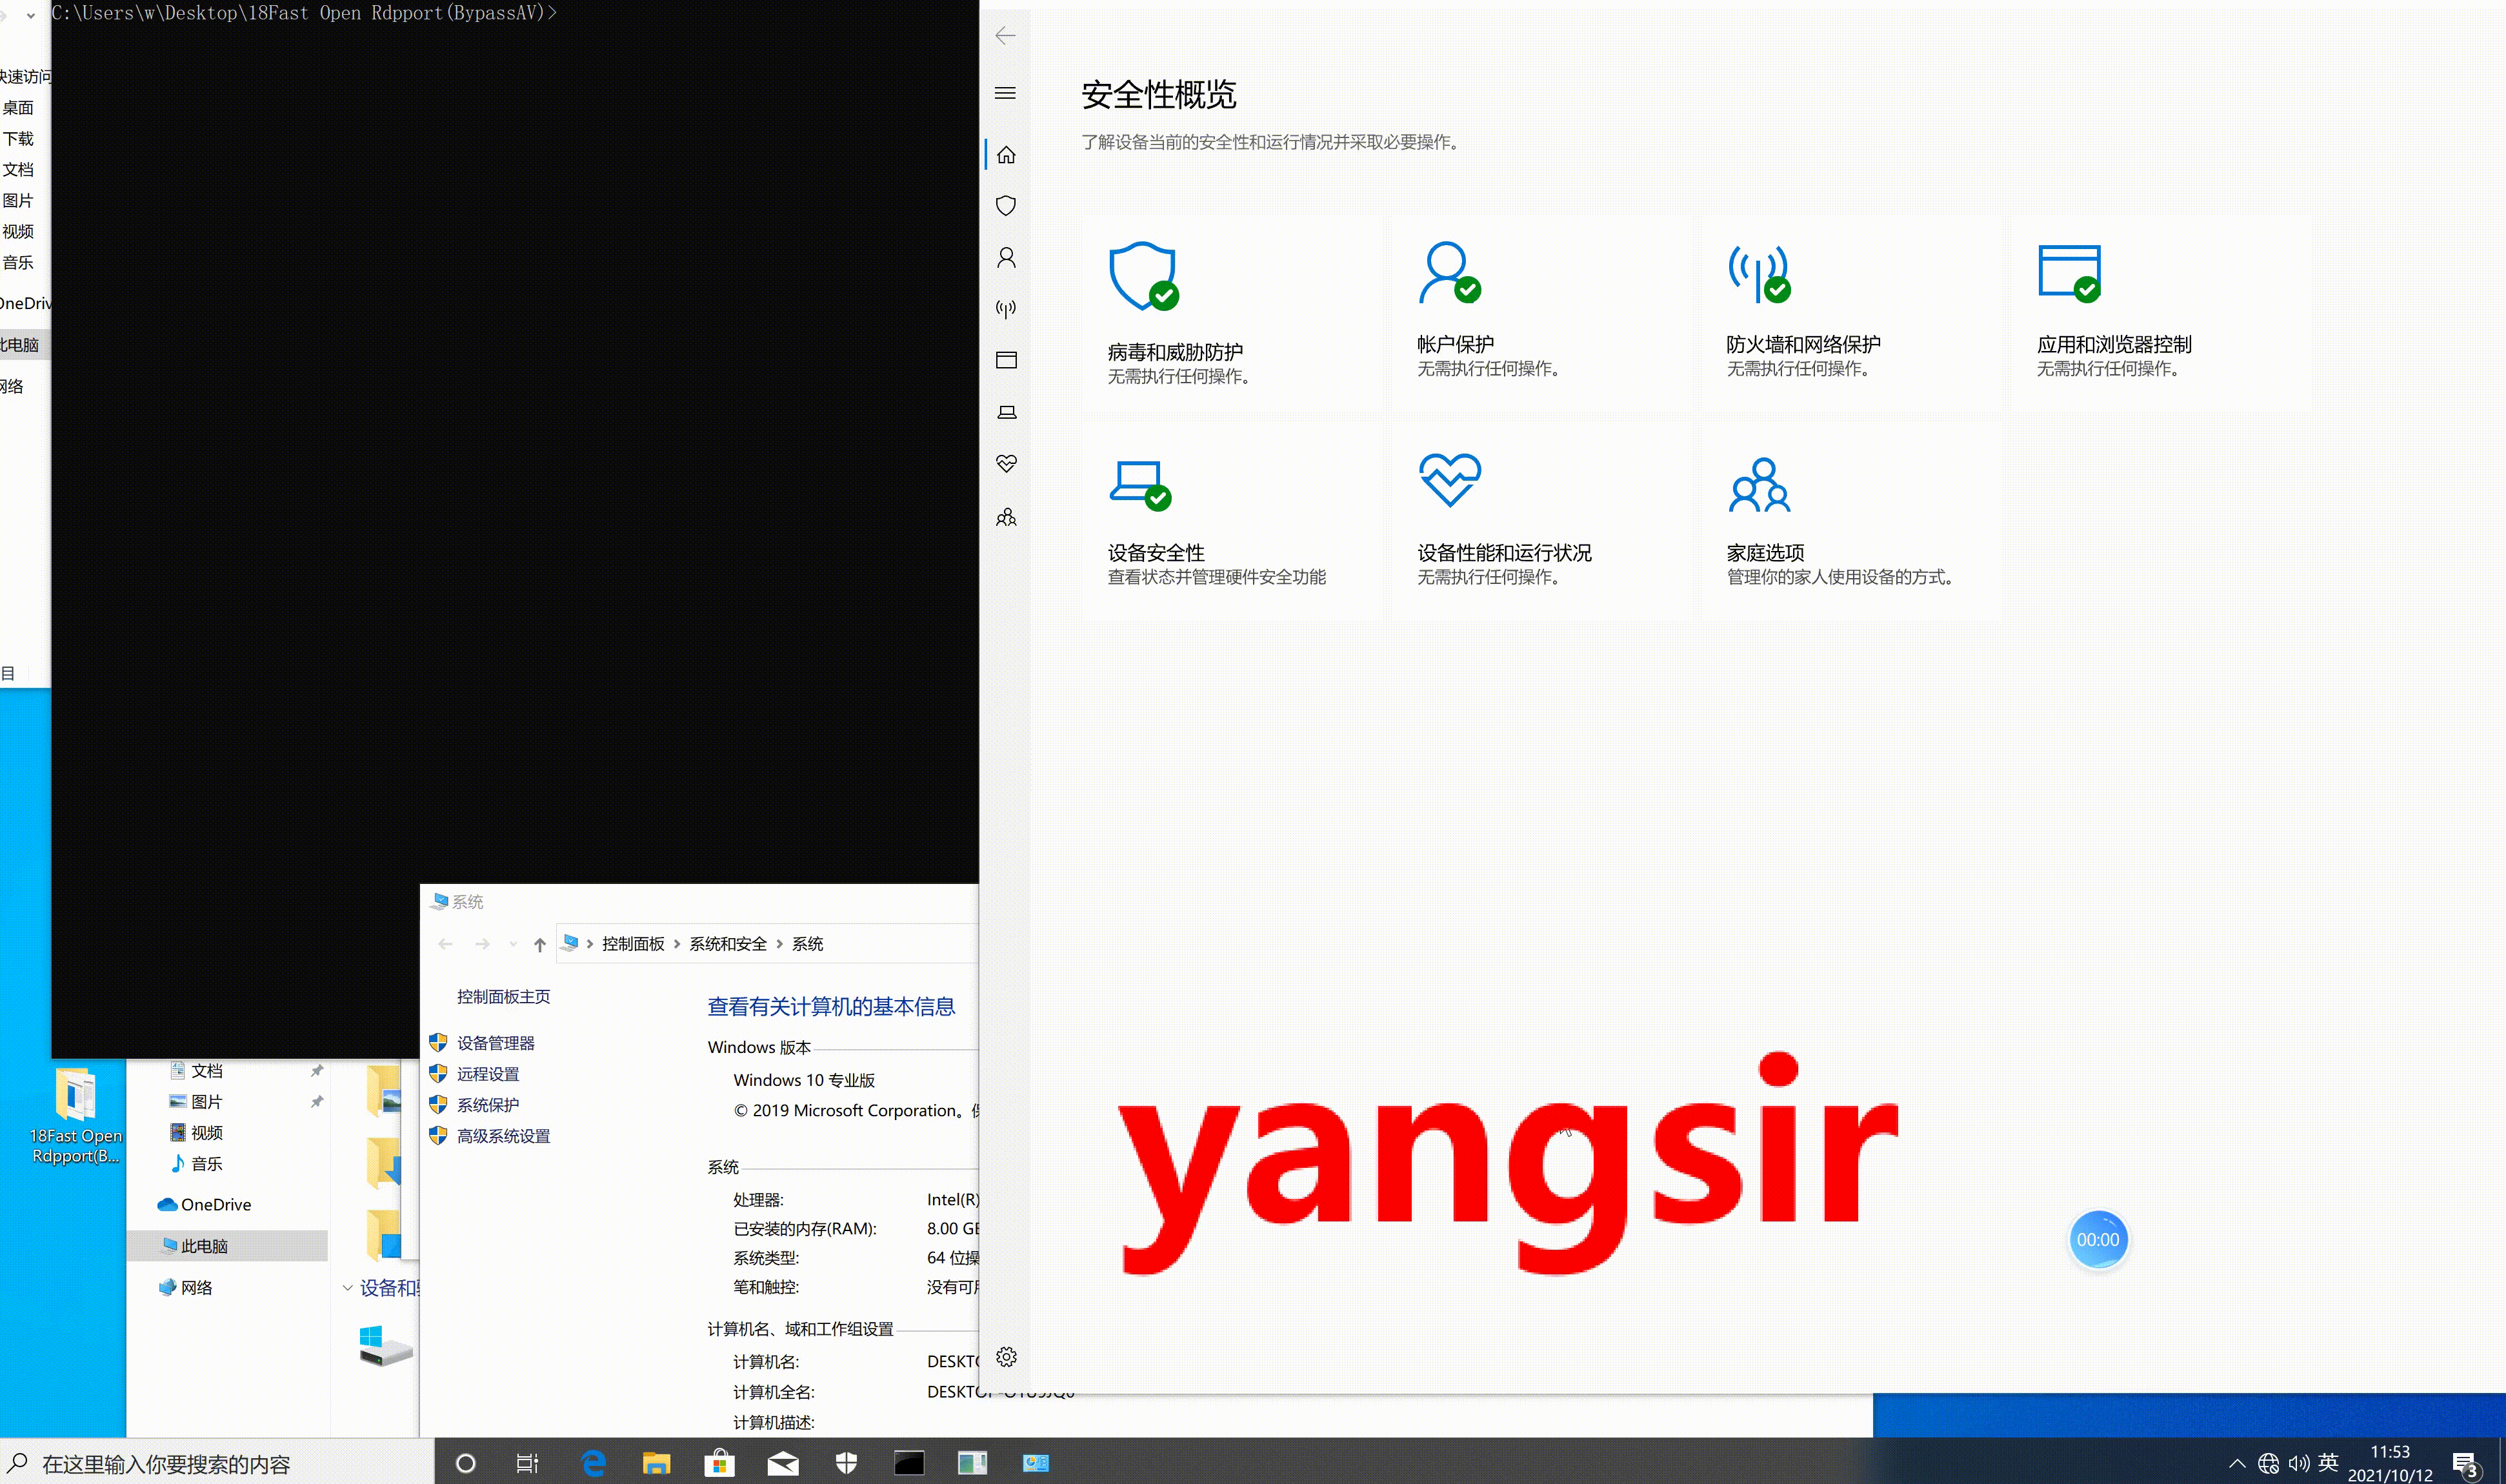 C:\Users\w\Desktop\18Fast Open Rdpport(BypassAV)>
快速访问
桌面
下载
文档
图片
视频
音乐
OneDriv
此电脑
网络
目
安全性概览
了解设备当前的安全性和运行情况并采取必要操作。
病毒和威胁防护
无需执行任何操作。
帐户保护
无需执行任何操作。
防火墙和网络保护
无需执行任何操作。
应用和浏览器控制
无需执行任何操作。
设备安全性
查看状态并管理硬件安全功能
设备性能和运行状况
无需执行任何操作。
家庭选项
管理你的家人使用设备的方式。
系统
控制面板 > 系统和安全 > 系统
控制面板主页
设备管理器
远程设置
系统保护
高级系统设置
查看有关计算机的基本信息
Windows 版本
Windows 10 专业版
© 2019 Microsoft Corporation。保
系统
处理器: Intel(R)
已安装的内存(RAM): 8.00 GB
系统类型: 64 位操
笔和触控: 没有可用
计算机名、域和工作组设置
计算机名: DESKTO
计算机全名:
计算机描述:
18Fast Open
Rdpport(B...
文档
图片
视频
音乐
OneDrive
此电脑
网络
设备和
yangsir
00:00
在这里输入你要搜索的内容
英
11:53
2021/10/12
3